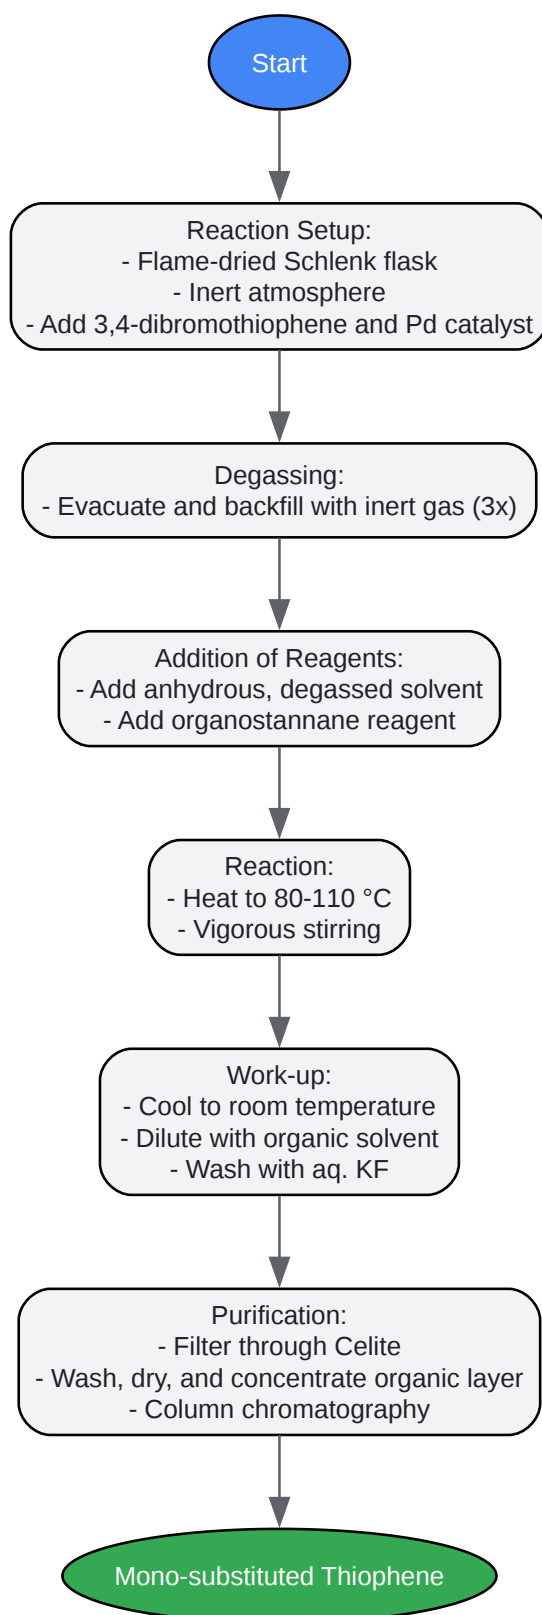 Start
Reaction Setup:
- Flame-dried Schlenk flask
- Inert atmosphere
- Add 3,4-dibromothiophene and Pd catalyst
Degassing:
- Evacuate and backfill with inert gas (3x)
Addition of Reagents:
- Add anhydrous, degassed solvent
- Add organostannane reagent
Reaction:
- Heat to 80-110 °C
- Vigorous stirring
Work-up:
- Cool to room temperature
- Dilute with organic solvent
- Wash with aq. KF
Purification:
- Filter through Celite
- Wash, dry, and concentrate organic layer
- Column chromatography
Mono-substituted Thiophene